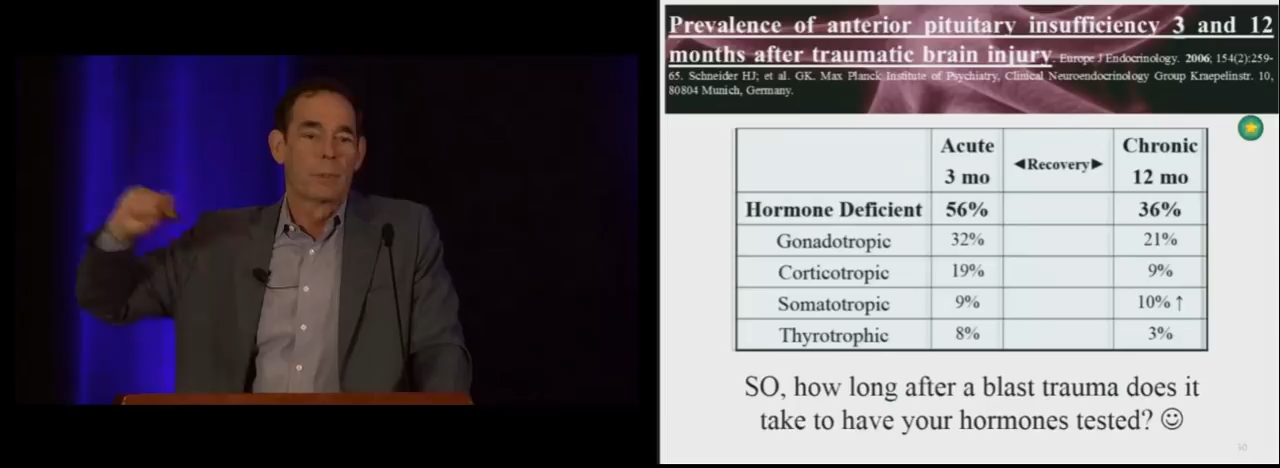 Prevalence of anterior pituitary insufficiency 3 and 12
months after traumatic brain injury. Europe J Endocrinology. 2006; 154(2):259-
65. Schneider HJ; et al. GK. Max Planck Institute of Psychiatry, Clinical Neuroendocrinology Group Kraepelinstr. 10,
80804 Munich, Germany.
Acute 3 mo ◄Recovery► Chronic 12 mo
Hormone Deficient 56% 36%
Gonadotropic 32% 21%
Corticotropic 19% 9%
Somatotropic 9% 10% ↑
Thyrotrophic 8% 3%
SO, how long after a blast trauma does it
take to have your hormones tested? ☺